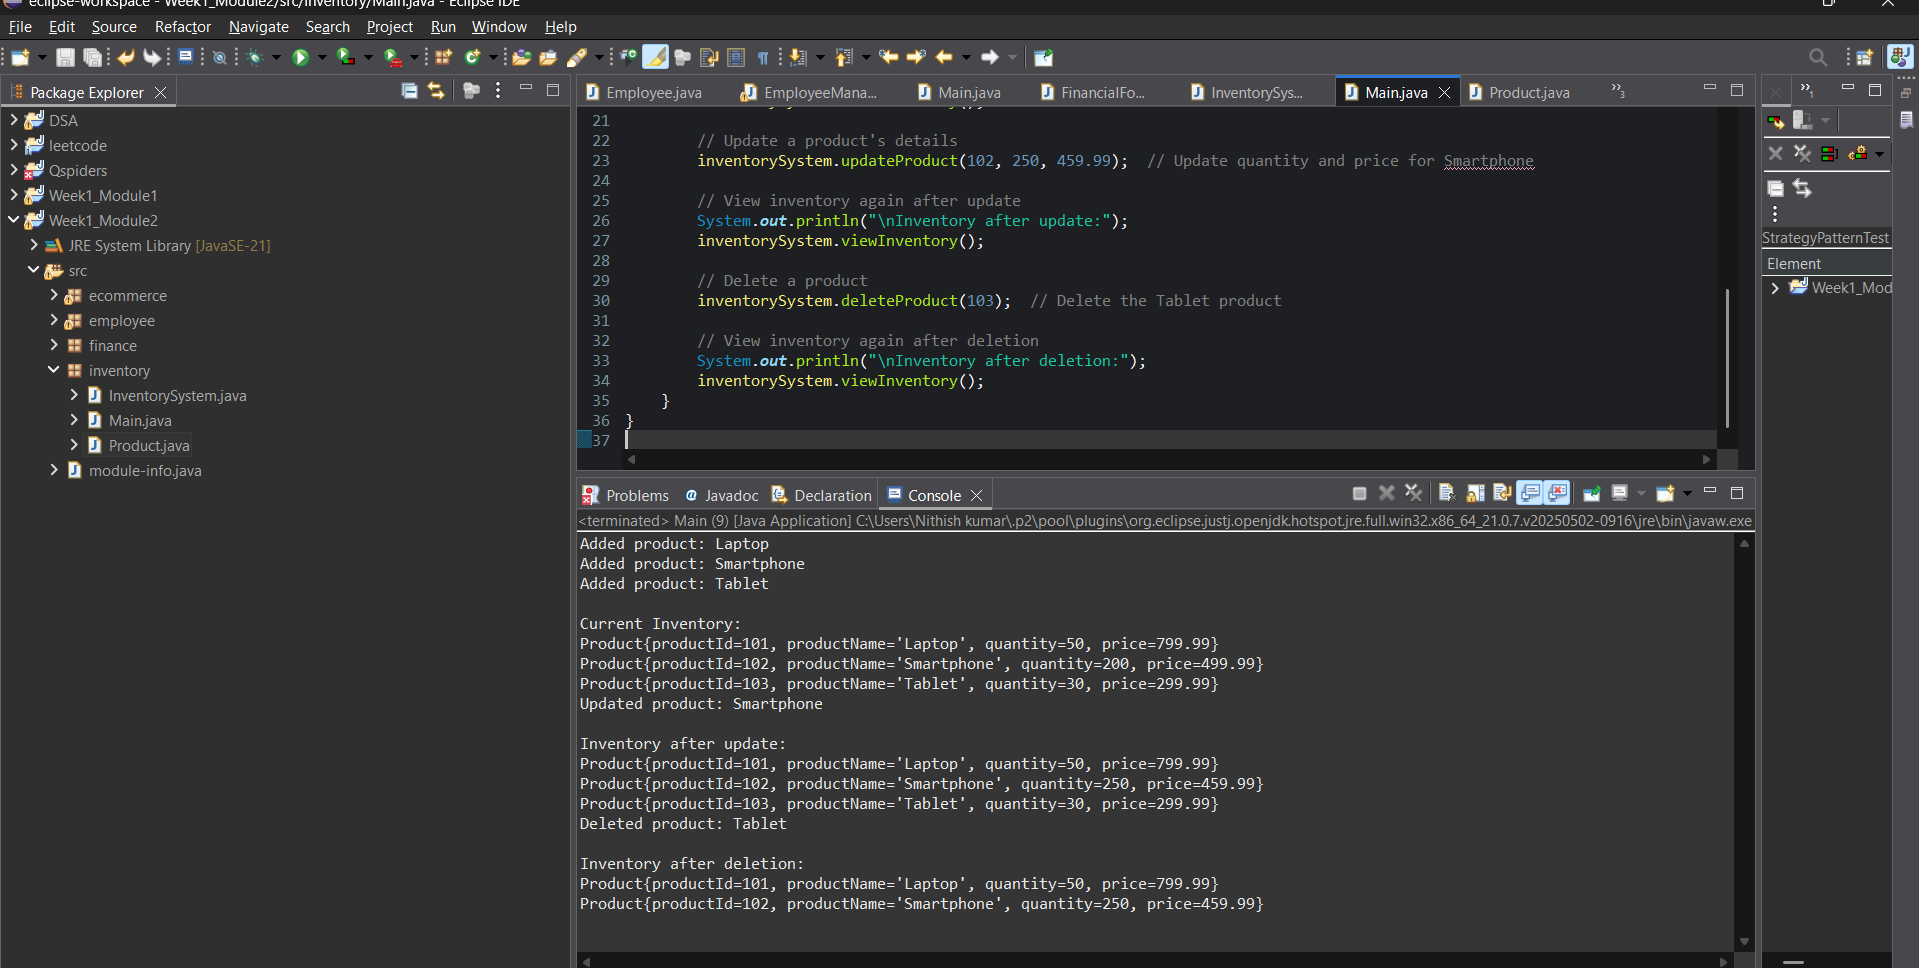 eclipse-workspace - Week1_Module2/src/inventory/Main.java - Eclipse IDE
File Edit Source Refactor Navigate Search Project Run Window Help
Package Explorer
DSA
leetcode
Qspiders
Week1_Module1
Week1_Module2
JRE System Library [JavaSE-21]
src
ecommerce
employee
finance
inventory
InventorySystem.java
Main.java
Product.java
module-info.java
Employee.java EmployeeMana... Main.java FinancialFo... InventorySys... Main.java Product.java »3
21
22 // Update a product's details
23 inventorySystem.updateProduct(102, 250, 459.99); // Update quantity and price for Smartphone
24
25 // View inventory again after update
26 System.out.println("\nInventory after update:");
27 inventorySystem.viewInventory();
28
29 // Delete a product
30 inventorySystem.deleteProduct(103); // Delete the Tablet product
31
32 // View inventory again after deletion
33 System.out.println("\nInventory after deletion:");
34 inventorySystem.viewInventory();
35 }
36 }
37
Problems Javadoc Declaration Console
<terminated> Main (9) [Java Application] C:\Users\Nithish kumar\.p2\pool\plugins\org.eclipse.justj.openjdk.hotspot.jre.full.win32.x86_64_21.0.7.v20250502-0916\jre\bin\javaw.exe
Added product: Laptop
Added product: Smartphone
Added product: Tablet
Current Inventory:
Product{productId=101, productName='Laptop', quantity=50, price=799.99}
Product{productId=102, productName='Smartphone', quantity=200, price=499.99}
Product{productId=103, productName='Tablet', quantity=30, price=299.99}
Updated product: Smartphone
Inventory after update:
Product{productId=101, productName='Laptop', quantity=50, price=799.99}
Product{productId=102, productName='Smartphone', quantity=250, price=459.99}
Product{productId=103, productName='Tablet', quantity=30, price=299.99}
Deleted product: Tablet
Inventory after deletion:
Product{productId=101, productName='Laptop', quantity=50, price=799.99}
Product{productId=102, productName='Smartphone', quantity=250, price=459.99}
»1
StrategyPatternTest
Element
Week1_Mod